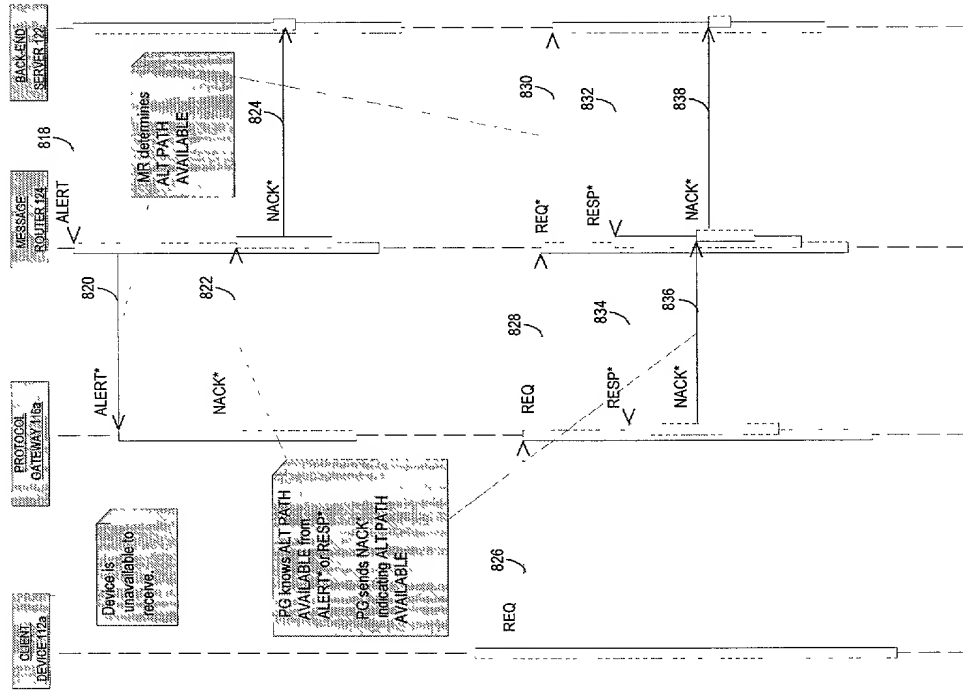 CLIENT
DEVICE 112a
PROTOCOL
GATEWAY 116a
MESSAGE
ROUTER 124
BACK-END
SERVER 122
818
ALERT
820
ALERT*
Device is
unavailable to
receive.
MR determines
ALT PATH
AVAILABLE
822
NACK*
824
NACK*
PG knows ALT PATH
AVAILABLE from
ALERT* or RESP*
PG sends NACK*
indicating ALT PATH
AVAILABLE
826
REQ
828
REQ
830
REQ*
832
RESP*
834
RESP*
836
NACK*
838
NACK*